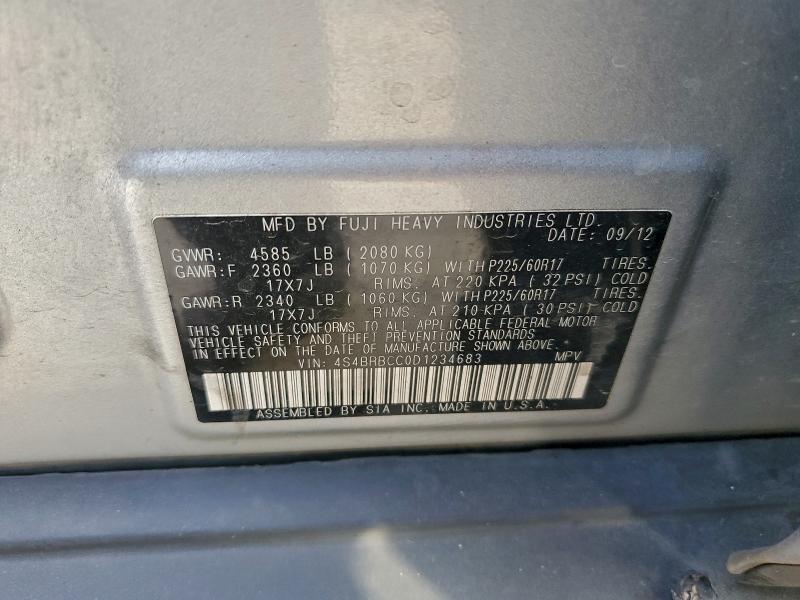 MFD BY FUJI HEAVY INDUSTRIES LTD.
DATE: 09/12
GVWR: 4585 LB ( 2080 KG)
GAWR:F 2360 LB ( 1070 KG) WITH P225/60R17 TIRES.
17X7J RIMS. AT 220 KPA ( 32 PSI) COLD
GAWR:R 2340 LB ( 1060 KG) WITH P225/60R17 TIRES.
17X7J RIMS. AT 210 KPA ( 30 PSI) COLD
THIS VEHICLE CONFORMS TO ALL APPLICABLE FEDERAL MOTOR
VEHICLE SAFETY AND THEFT PREVENTION STANDARDS
IN EFFECT ON THE DATE OF MANUFACTURE SHOWN ABOVE.
VIN: 4S4BRBCC0D1234683 MPV
ASSEMBLED BY SIA INC. MADE IN U.S.A.